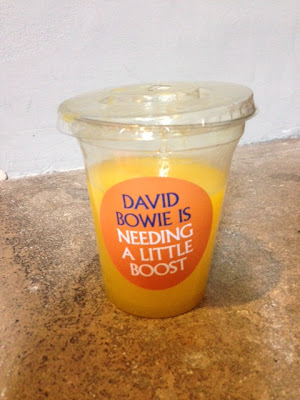 DAVID
BOWIE IS
NEEDING
A LITTLE
BOOST